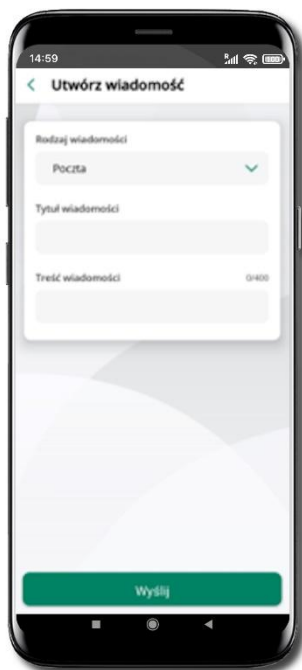 14:59
Utwórz wiadomość
Rodzaj wiadomości
Poczta
Tytuł wiadomości
Treść wiadomości 0/400
Wyślij